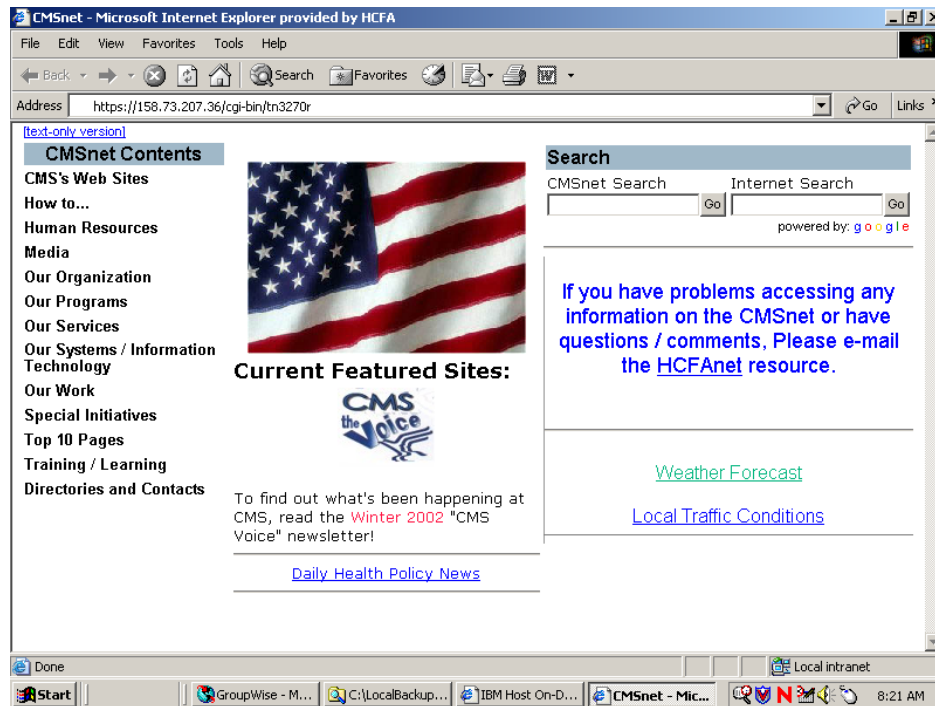 CMSnet - Microsoft Internet Explorer provided by HCFA
File Edit View Favorites Tools Help
Back Search Favorites
Address https://158.73.207.36/cgi-bin/tn3270r Go Links
[text-only version]
CMSnet Contents
CMS's Web Sites
How to...
Human Resources
Media
Our Organization
Our Programs
Our Services
Our Systems / Information
Technology
Our Work
Special Initiatives
Top 10 Pages
Training / Learning
Directories and Contacts
Current Featured Sites:
CMS
the Voice
To find out what's been happening at
CMS, read the Winter 2002 "CMS
Voice" newsletter!
Daily Health Policy News
Search
CMSnet Search Internet Search
Go Go
powered by: g o o g l e
If you have problems accessing any
information on the CMSnet or have
questions / comments, Please e-mail
the HCFAnet resource.
Weather Forecast
Local Traffic Conditions
Done Local intranet
Start GroupWise - M... C:\LocalBackup... IBM Host On-D... CMSnet - Mic... 8:21 AM